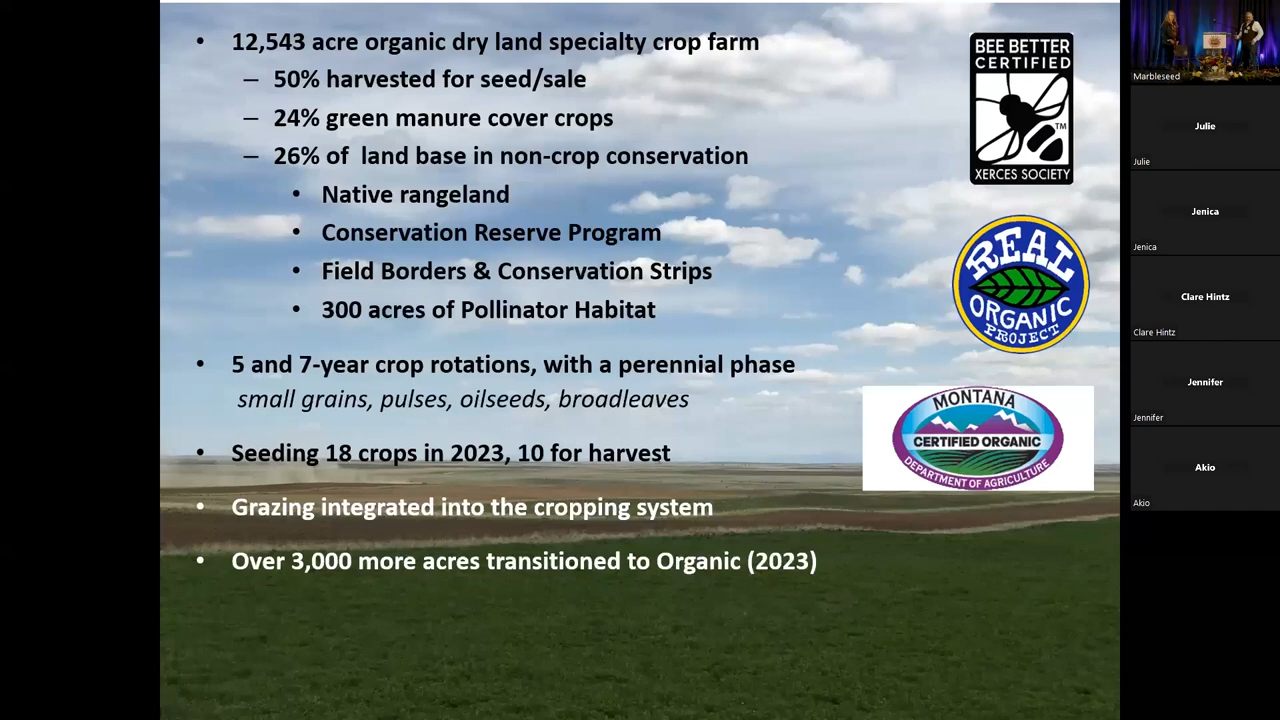 12,543 acre organic dry land specialty crop farm
– 50% harvested for seed/sale
– 24% green manure cover crops
– 26% of land base in non-crop conservation
• Native rangeland
• Conservation Reserve Program
• Field Borders & Conservation Strips
• 300 acres of Pollinator Habitat
• 5 and 7-year crop rotations, with a perennial phase
small grains, pulses, oilseeds, broadleaves
• Seeding 18 crops in 2023, 10 for harvest
• Grazing integrated into the cropping system
• Over 3,000 more acres transitioned to Organic (2023)
BEE BETTER
CERTIFIED
TM
XERCES SOCIETY
REAL
ORGANIC
PROJECT
MONTANA
CERTIFIED ORGANIC
DEPARTMENT OF AGRICULTURE
Marbleseed
Julie
Julie
Jenica
Jenica
Clare Hintz
Clare Hintz
Jennifer
Jennifer
Akio
Akio